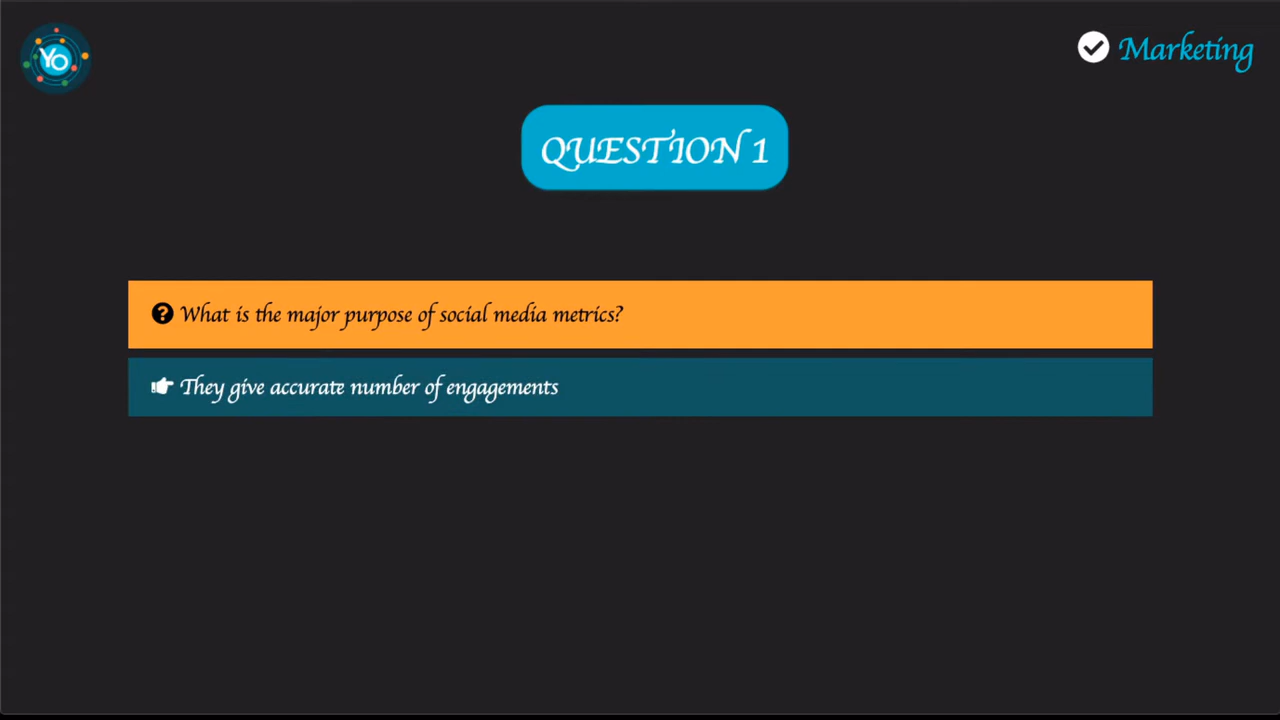 Yo
Marketing
QUESTION 1
What is the major purpose of social media metrics?
They give accurate number of engagements